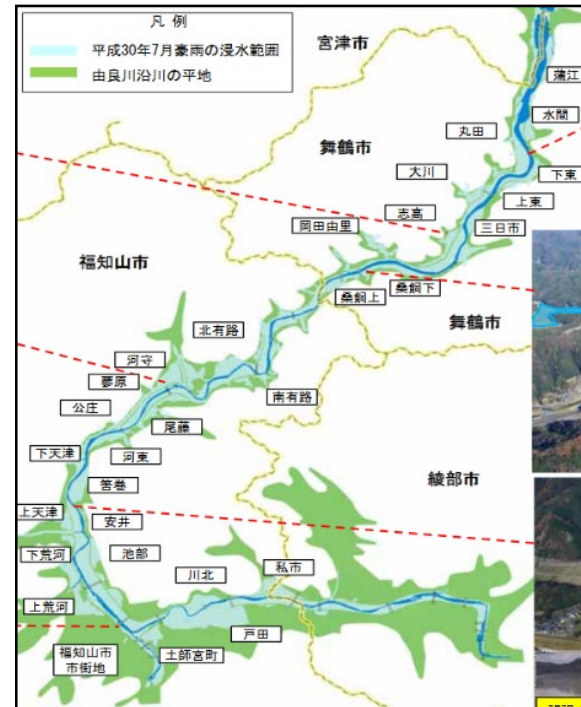 凡 例
平成30年7月豪雨の浸水範囲
由良川沿川の平地
宮津市
蒲江
水間
丸田
舞鶴市
大川
下東
上東
志高
岡田由里
三日市
福知山市
桑飼上
桑飼下
舞鶴市
北有路
河守
蓼原
南有路
公庄
尾藤
下天津
河東
綾部市
筈巻
上天津
安井
下荒河
池部
川北
私市
上荒河
戸田
福知山市
市街地
土師宮町